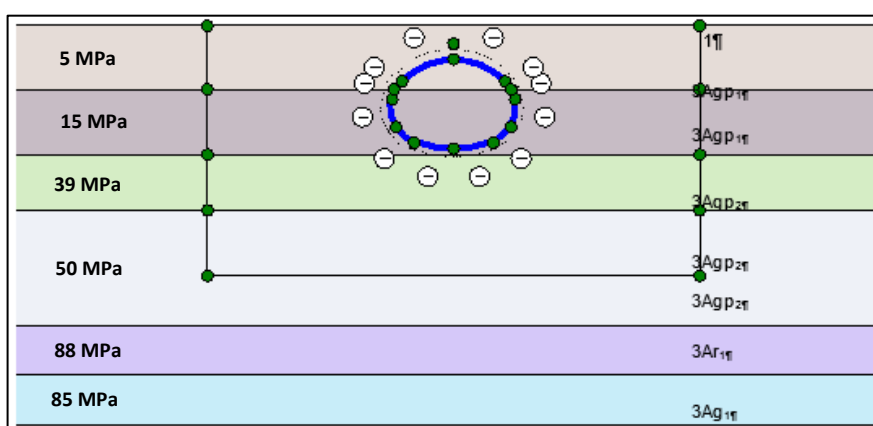 5 MPa
1¶
3Agp₁¶
15 MPa
3Agp₁¶
39 MPa
3Agp₂¶
50 MPa
3Agp₂¶
3Agp₂¶
88 MPa
3Ar₁¶
85 MPa
3Ag₁¶